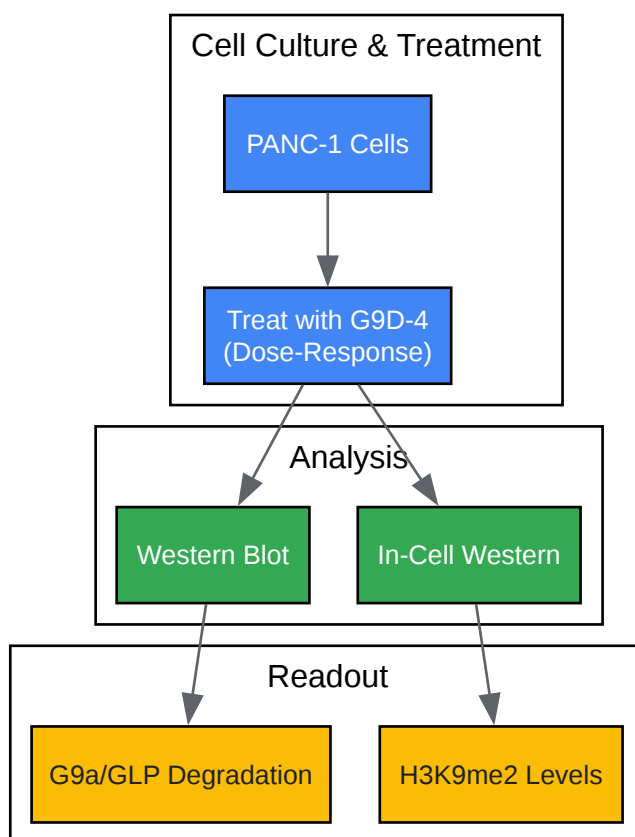 Cell Culture & Treatment
PANC-1 Cells
Treat with G9D-4
(Dose-Response)
Analysis
Western Blot
In-Cell Western
Readout
G9a/GLP Degradation
H3K9me2 Levels